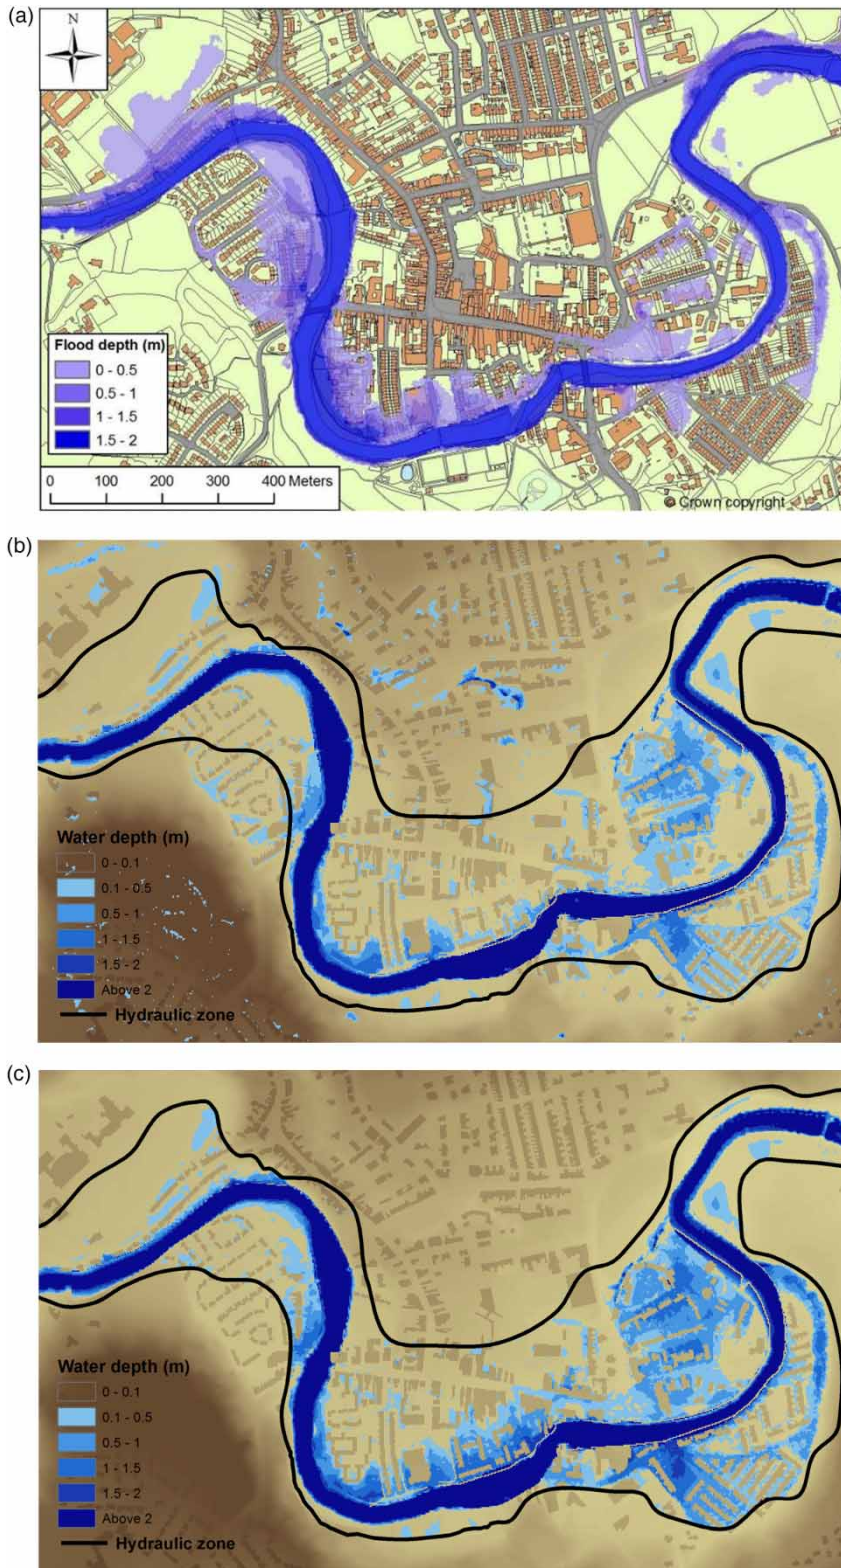 (a)
N
Flood depth (m)
0 - 0.5
0.5 - 1
1 - 1.5
1.5 - 2
0 100 200 300 400 Meters
© Crown copyright
(b)
Water depth (m)
0 - 0.1
0.1 - 0.5
0.5 - 1
1 - 1.5
1.5 - 2
Above 2
Hydraulic zone
(c)
Water depth (m)
0 - 0.1
0.1 - 0.5
0.5 - 1
1 - 1.5
1.5 - 2
Above 2
Hydraulic zone